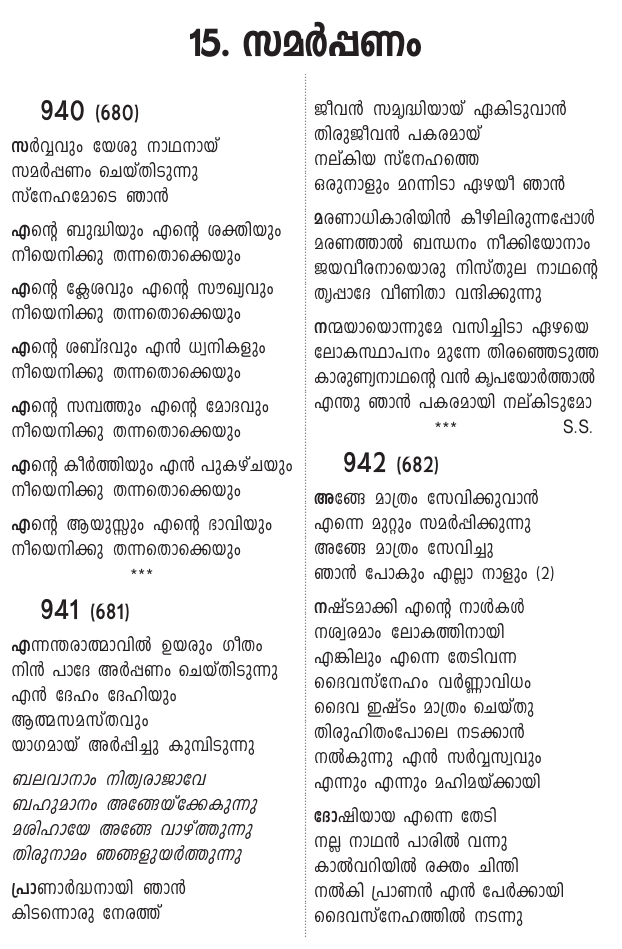 15. സമർപ്പണം
940 (680)
സർവ്വവും യേശു നാഥനായ്
സമർപ്പണം ചെയ്തിടുന്നു
സ്നേഹമോടെ ഞാൻ
എന്റെ ബുദ്ധിയും എന്റെ ശക്തിയും
നീയെനിക്കു തന്നതൊക്കെയും
എന്റെ ക്ലേശവും എന്റെ സൗഖ്യവും
നീയെനിക്കു തന്നതൊക്കെയും
എന്റെ ശബ്ദവും എൻ ധ്വനികളും
നീയെനിക്കു തന്നതൊക്കെയും
എന്റെ സമ്പത്തും എന്റെ മോദവും
നീയെനിക്കു തന്നതൊക്കെയും
എന്റെ കീർത്തിയും എൻ പുകഴ്ചയും
നീയെനിക്കു തന്നതൊക്കെയും
എന്റെ ആയുസ്സും എന്റെ ഭാവിയും
നീയെനിക്കു തന്നതൊക്കെയും
***
941 (681)
എന്നന്തരാത്മാവിൽ ഉയരും ഗീതം
നിൻ പാദേ അർപ്പണം ചെയ്തിടുന്നു
എൻ ദേഹം ദേഹിയും
ആത്മസമസ്തവും
യാഗമായ് അർപ്പിച്ചു കുമ്പിടുന്നു
ബലവാനാം നിത്യരാജാവേ
ബഹുമാനം അങ്ങേയ്ക്കേകുന്നു
മശിഹായേ അങ്ങേ വാഴ്ത്തുന്നു
തിരുനാമം ഞങ്ങളുയർത്തുന്നു
പ്രാണാർദ്ധനായി ഞാൻ
കിടന്നൊരു നേരത്ത്
ജീവൻ സമൃദ്ധിയായ് ഏകിടുവാൻ
തിരുജീവൻ പകരമായ്
നല്കിയ സ്നേഹത്തെ
ഒരുനാളും മറന്നിടാ ഏഴയീ ഞാൻ
മരണാധികാരിയിൻ കീഴിലിരുന്നപ്പോൾ
മരണത്താൽ ബന്ധനം നീക്കിയോനാം
ജയവീരനായൊരു നിസ്തുല നാഥന്റെ
തൃപ്പാദേ വീണിതാ വന്ദിക്കുന്നു
നന്മയായൊന്നുമേ വസിച്ചിടാ ഏഴയെ
ലോകസ്ഥാപനം മുന്നേ തിരഞ്ഞെടുത്ത
കാരുണ്യനാഥന്റെ വൻ കൃപയോർത്താൽ
എന്തു ഞാൻ പകരമായി നല്കിടുമോ
*** S.S.
942 (682)
അങ്ങേ മാത്രം സേവിക്കുവാൻ
എന്നെ മുറ്റും സമർപ്പിക്കുന്നു
അങ്ങേ മാത്രം സേവിച്ചു
ഞാൻ പോകും എല്ലാ നാളും (2)
നഷ്ടമാക്കി എന്റെ നാൾകൾ
നശ്വരമാം ലോകത്തിനായി
എങ്കിലും എന്നെ തേടിവന്ന
ദൈവസ്നേഹം വർണ്ണാവിധം
ദൈവ ഇഷ്ടം മാത്രം ചെയ്തു
തിരുഹിതംപോലെ നടക്കാൻ
നൽകുന്നു എൻ സർവ്വസ്വവും
എന്നും എന്നും മഹിമയ്ക്കായി
ദോഷിയായ എന്നെ തേടി
നല്ല നാഥൻ പാരിൽ വന്നു
കാൽവറിയിൽ രക്തം ചിന്തി
നൽകി പ്രാണൻ എൻ പേർക്കായി
ദൈവസ്നേഹത്തിൽ നടന്നു